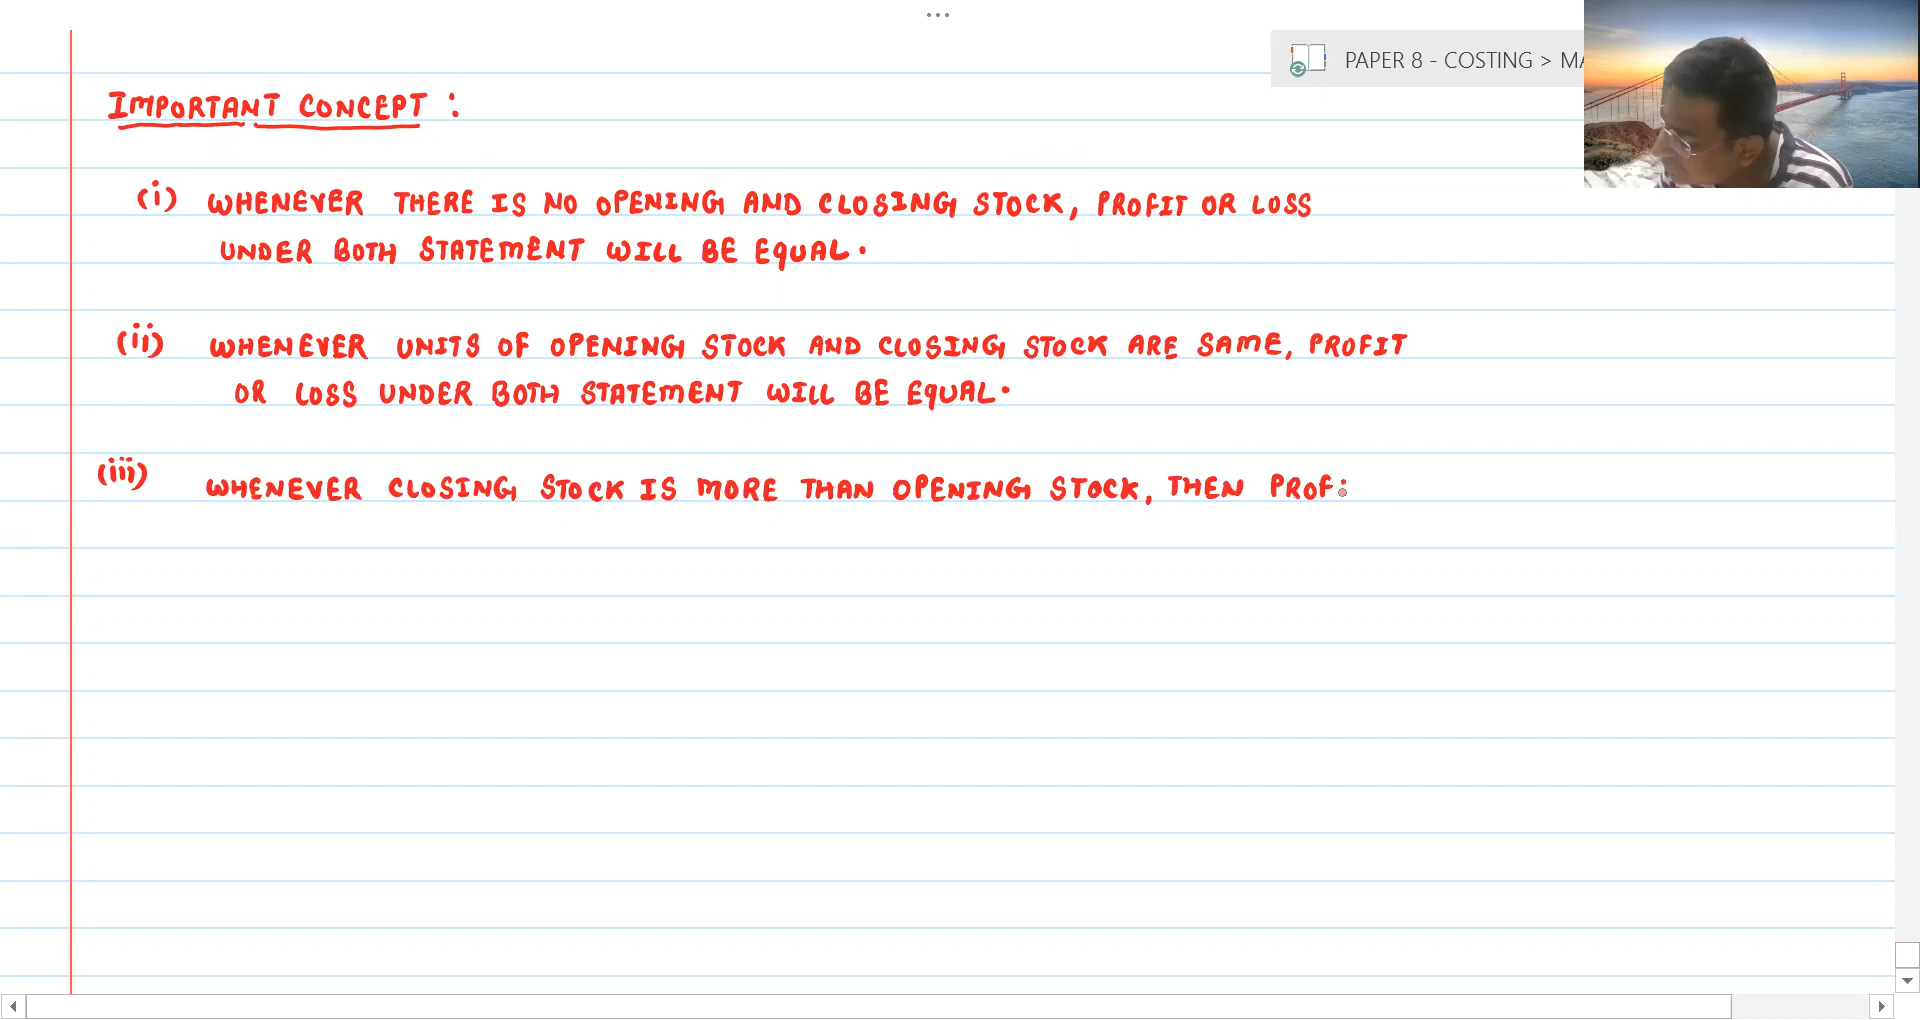 PAPER 8 - COSTING > MA
IMPORTANT CONCEPT :
(i) WHENEVER THERE IS NO OPENING AND CLOSING STOCK, PROFIT OR LOSS
UNDER BOTH STATEMENT WILL BE EQUAL.
(ii) WHENEVER UNITS OF OPENING STOCK AND CLOSING STOCK ARE SAME, PROFIT
OR LOSS UNDER BOTH STATEMENT WILL BE EQUAL.
(iii) WHENEVER CLOSING STOCK IS MORE THAN OPENING STOCK, THEN PROF